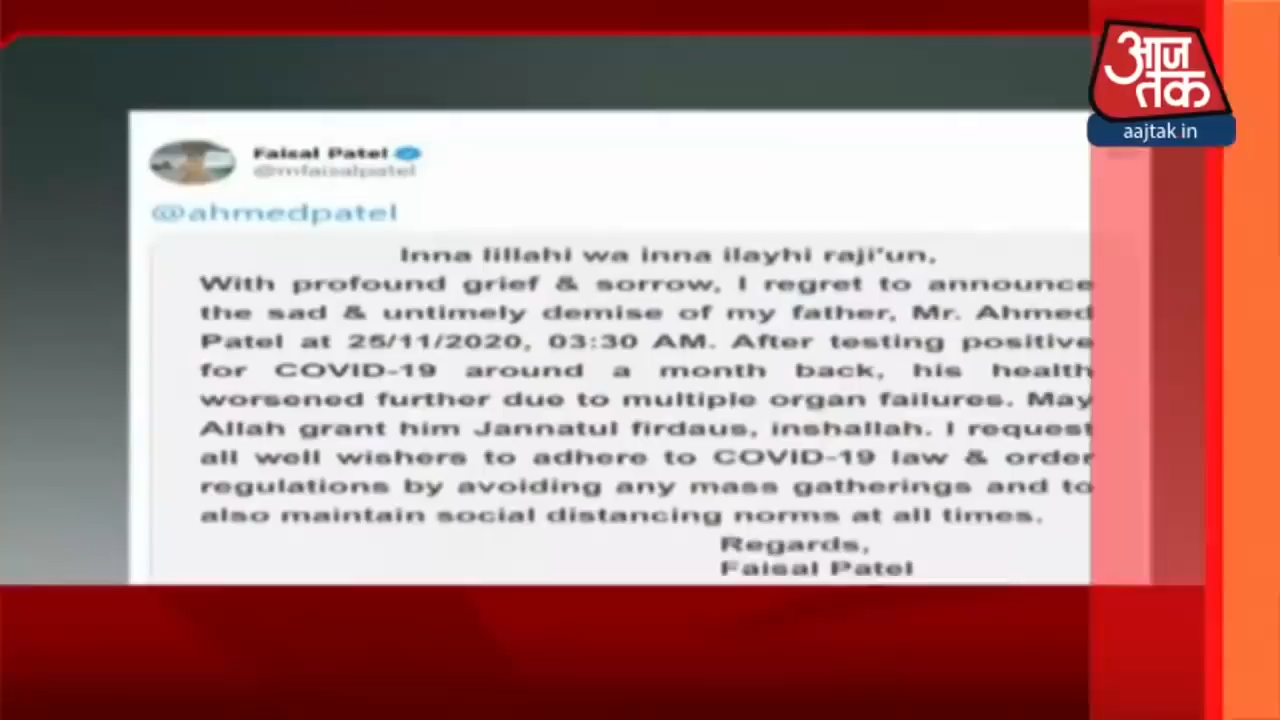 आज
तक
aajtak.in
Faisal Patel
@mfaisalpatel
@ahmedpatel
Inna lillahi wa inna ilayhi raji'un,
With profound grief & sorrow, I regret to announce
the sad & untimely demise of my father, Mr. Ahmed
Patel at 25/11/2020, 03:30 AM. After testing positive
for COVID-19 around a month back, his health
worsened further due to multiple organ failures. May
Allah grant him Jannatul firdaus, inshallah. I request
all well wishers to adhere to COVID-19 law & order
regulations by avoiding any mass gatherings and to
also maintain social distancing norms at all times.
Regards,
Faisal Patel